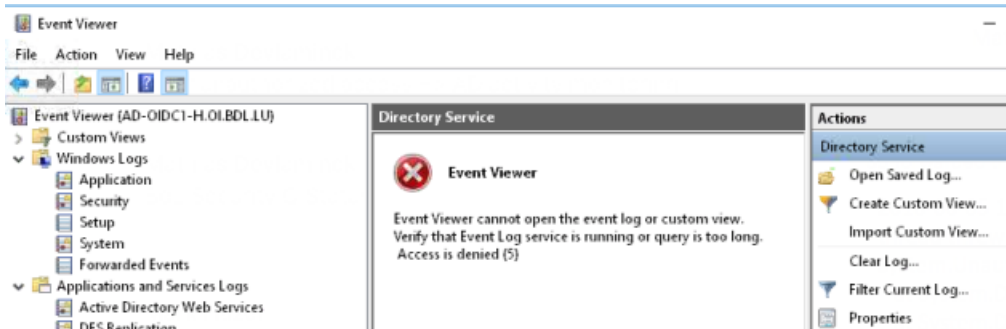 Event Viewer
File Action View Help
Event Viewer (AD-OIDC1-H.OI.BDL.LU)
Custom Views
Windows Logs
Application
Security
Setup
System
Forwarded Events
Applications and Services Logs
Active Directory Web Services
DFS Replication
Directory Service
Event Viewer
Event Viewer cannot open the event log or custom view.
Verify that Event Log service is running or query is too long.
Access is denied (5)
Actions
Directory Service
Open Saved Log...
Create Custom View...
Import Custom View...
Clear Log...
Filter Current Log...
Properties